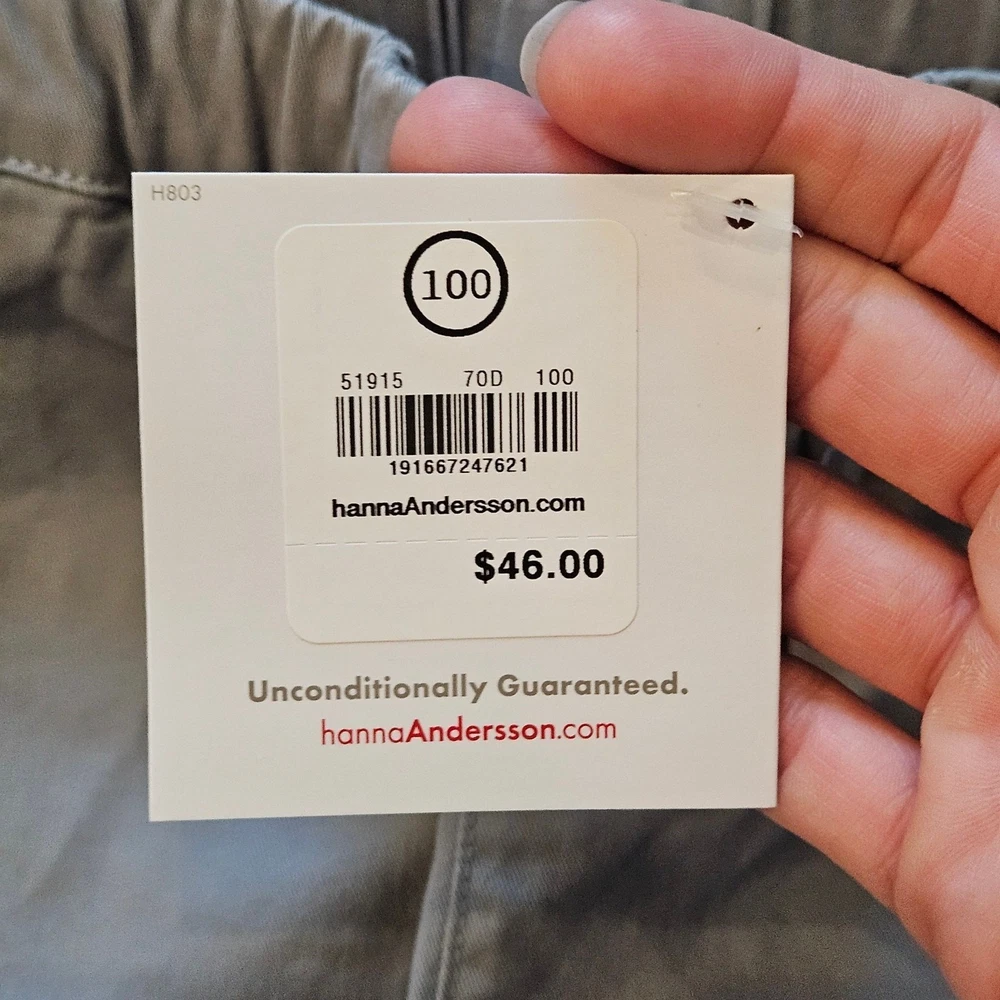 H803
100
51915 70D 100
191667247621
hannaAndersson.com
$46.00
Unconditionally Guaranteed.
hannaAndersson.com